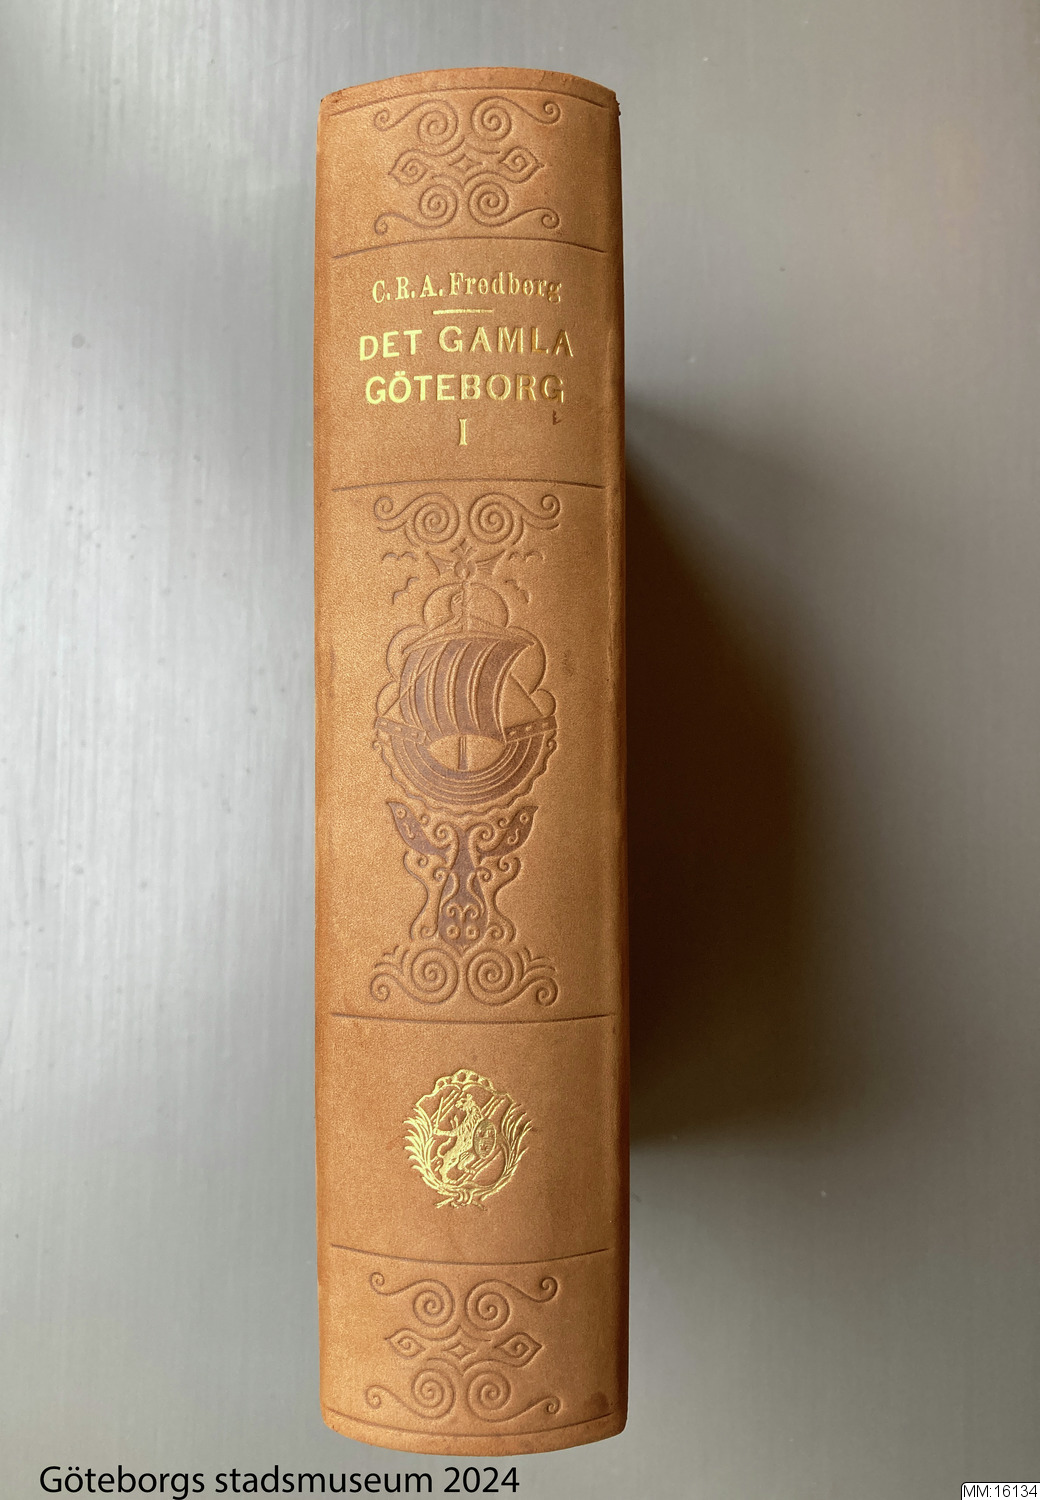 C.R.A. Fredberg
DET GAMLA
GÖTEBORG
I
Göteborgs stadsmuseum 2024
MM:16134